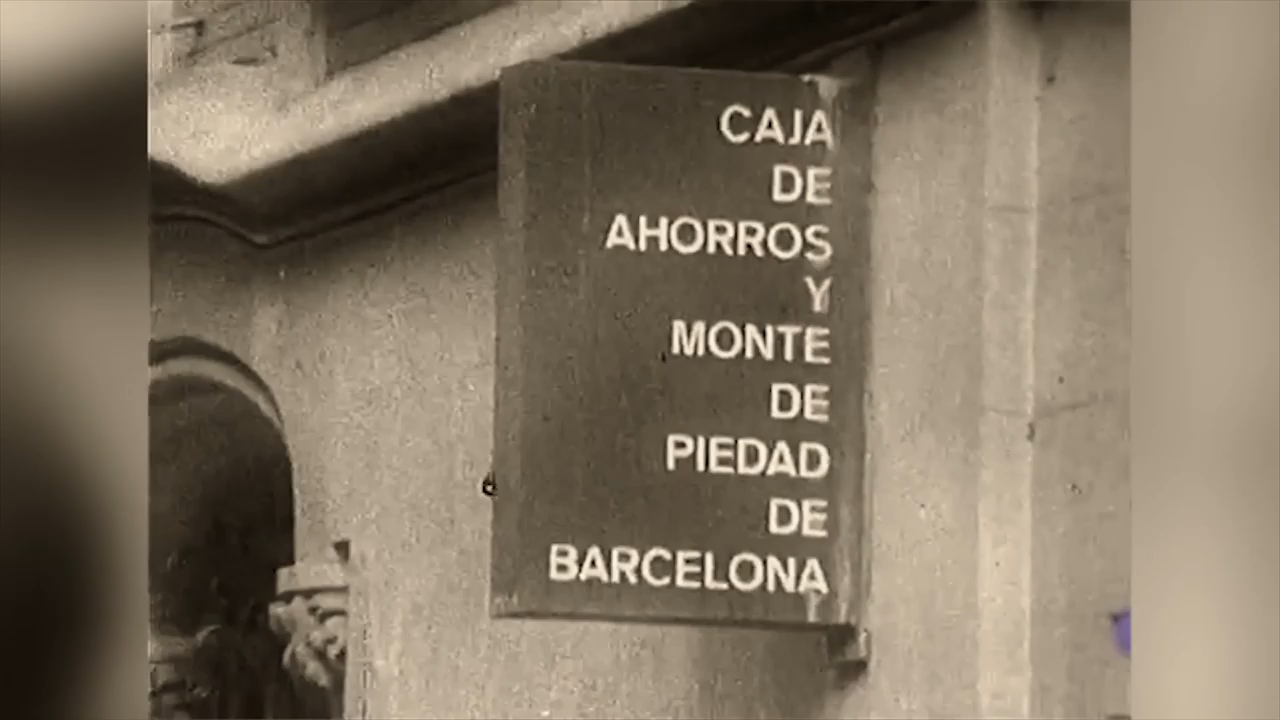 CAJA
DE
AHORROS
Y
MONTE
DE
PIEDAD
DE
BARCELONA